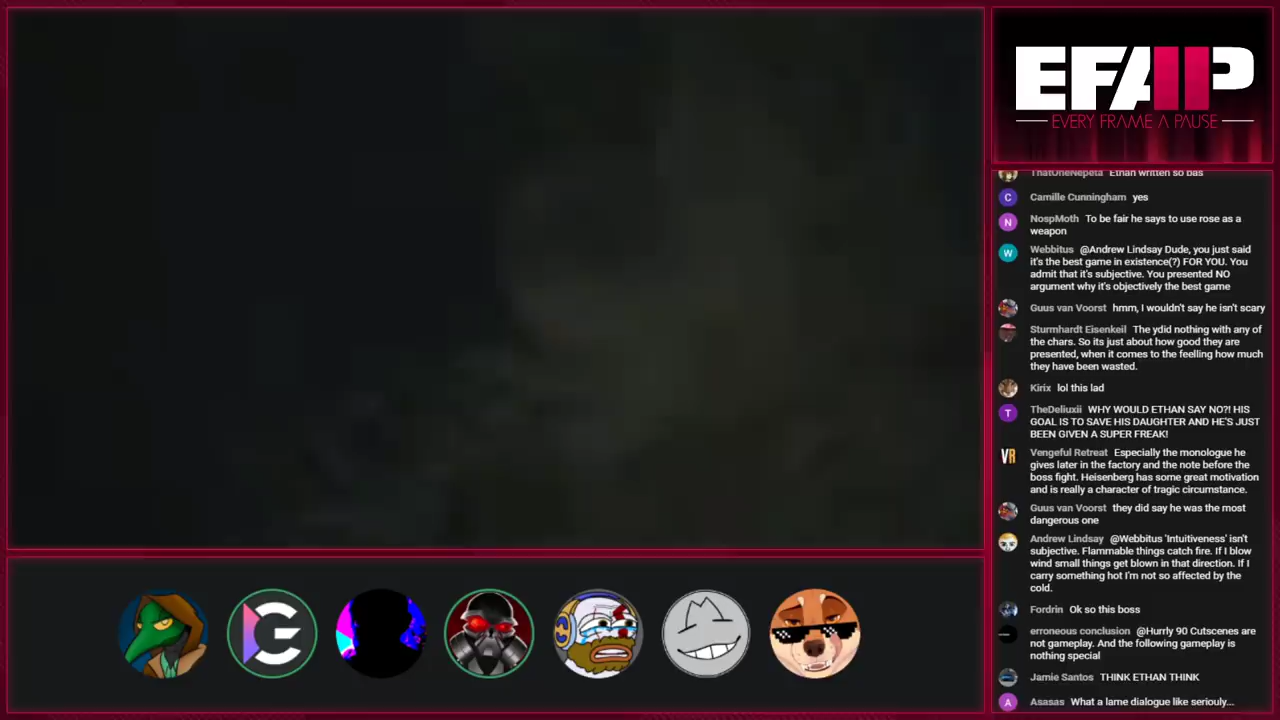 EFAP
EVERY FRAME A PAUSE
ThatOneNepeta Ethan written so bas
C
Camille Cunningham yes
N
NospMoth To be fair he says to use rose as a
weapon
W
Webbitus @Andrew Lindsay Dude, you just said
it's the best game in existence(?) FOR YOU. You
admit that it's subjective. You presented NO
argument why it's objectively the best game
Guus van Voorst hmm, I wouldn't say he isn't scary
Sturmhardt Eisenkeil The ydid nothing with any of
the chars. So its just about how good they are
presented, when it comes to the feelling how much
they have been wasted.
Kirix lol this lad
T
TheDeliuxii WHY WOULD ETHAN SAY NO?! HIS
GOAL IS TO SAVE HIS DAUGHTER AND HE'S JUST
BEEN GIVEN A SUPER FREAK!
VR
Vengeful Retreat Especially the monologue he
gives later in the factory and the note before the
boss fight. Heisenberg has some great motivation
and is really a character of tragic circumstance.
Guus van Voorst they did say he was the most
dangerous one
Andrew Lindsay @Webbitus 'Intuitiveness' isn't
subjective. Flammable things catch fire. If I blow
wind small things get blown in that direction. If I
carry something hot I'm not so affected by the
cold.
Fordrin Ok so this boss
erroneous conclusion @Hurrly 90 Cutscenes are
not gameplay. And the following gameplay is
nothing special
Jamie Santos THINK ETHAN THINK
A
Asasas What a lame dialogue like seriouly...